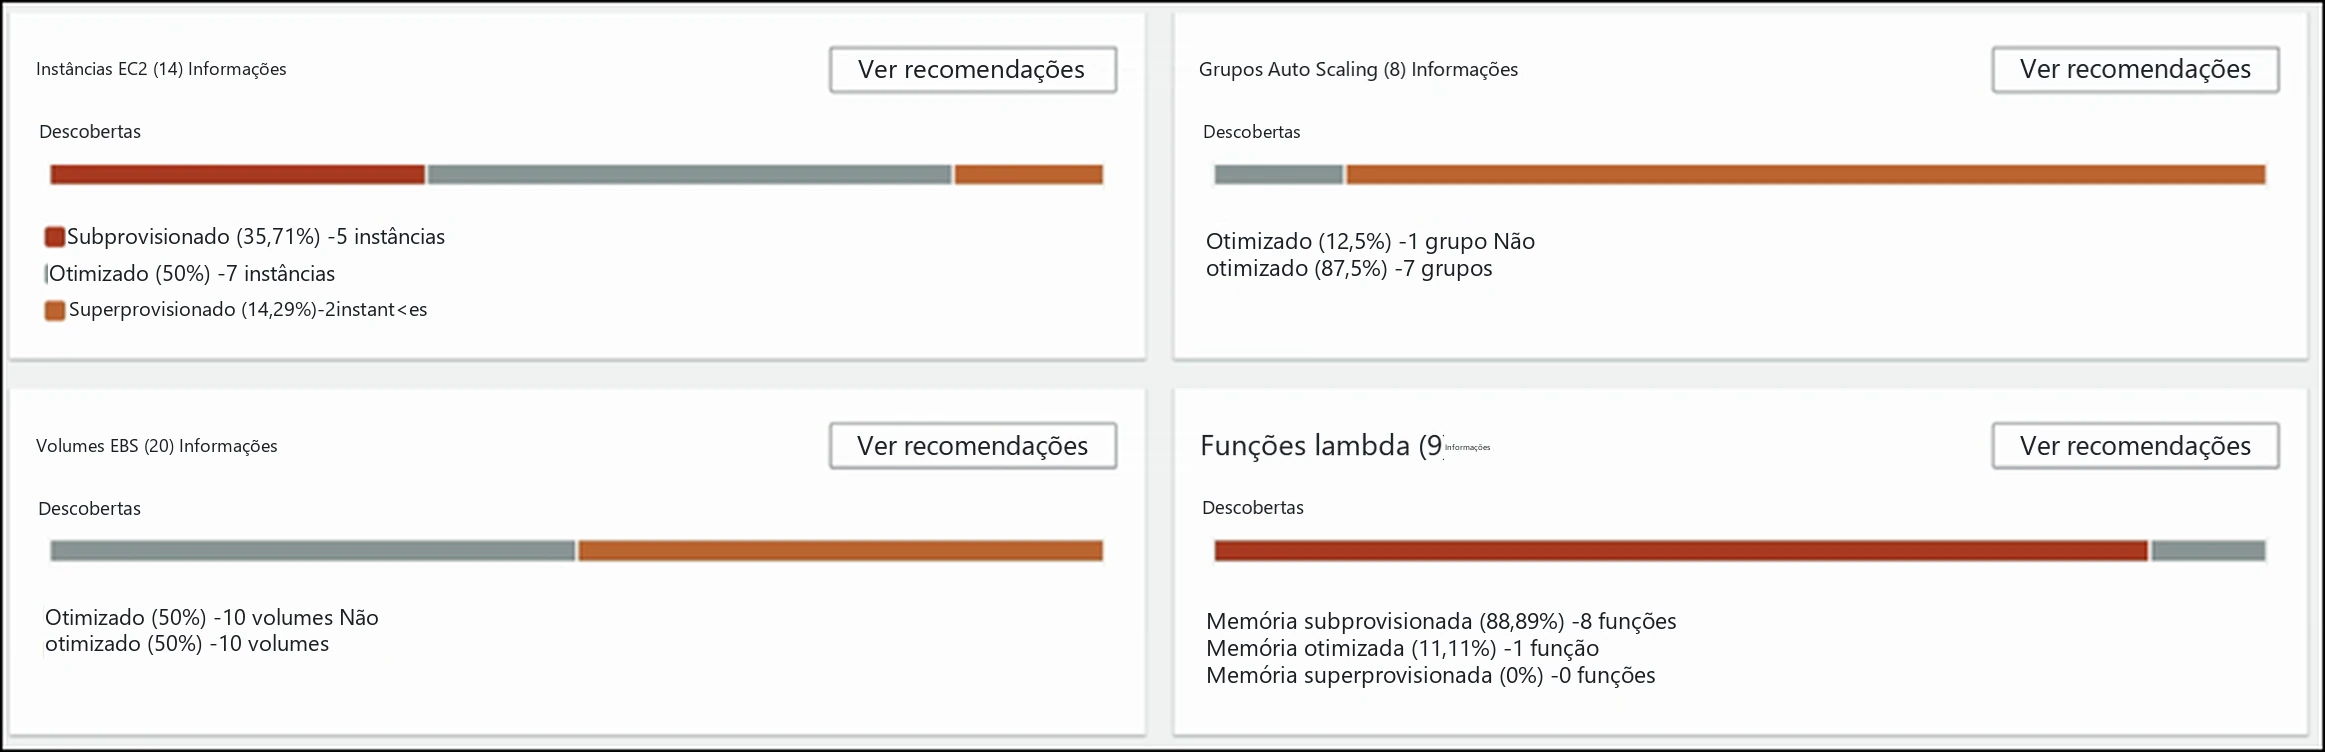 Instâncias EC2 (14) Informações
Ver recomendações
Descobertas
Subprovisionado (35,71%) -5 instâncias
Otimizado (50%) -7 instâncias
Superprovisionado (14,29%)-2instant<es
Grupos Auto Scaling (8) Informações
Ver recomendações
Descobertas
Otimizado (12,5%) -1 grupo Não
otimizado (87,5%) -7 grupos
Volumes EBS (20) Informações
Ver recomendações
Descobertas
Otimizado (50%) -10 volumes Não
otimizado (50%) -10 volumes
Funções lambda (9) Informações
Ver recomendações
Descobertas
Memória subprovisionada (88,89%) -8 funções
Memória otimizada (11,11%) -1 função
Memória superprovisionada (0%) -0 funções